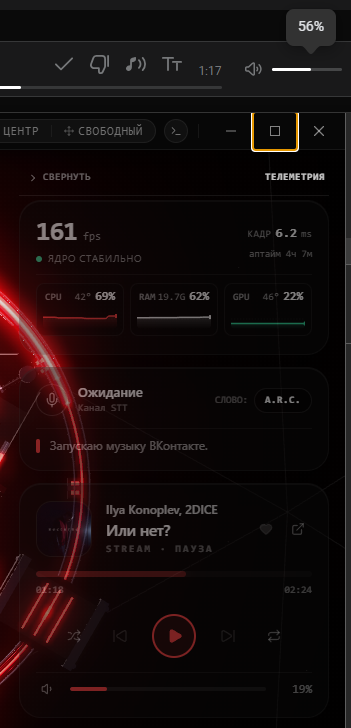 56%
1:17
ЦЕНТР СВОБОДНЫЙ
СВЕРНУТЬ ТЕЛЕМЕТРИЯ
161 fps КАДР 6.2 ms
ЯДРО СТАБИЛЬНО аптайм 4ч 7м
CPU 42° 69% RAM 19.7G 62% GPU 46° 22%
Ожидание
Канал STT
СЛОВО: A.R.C.
Запускаю музыку ВКонтакте.
Ilya Konoplev, 2DICE
Или нет?
STREAM · ПАУЗА
01:18 02:24
19%